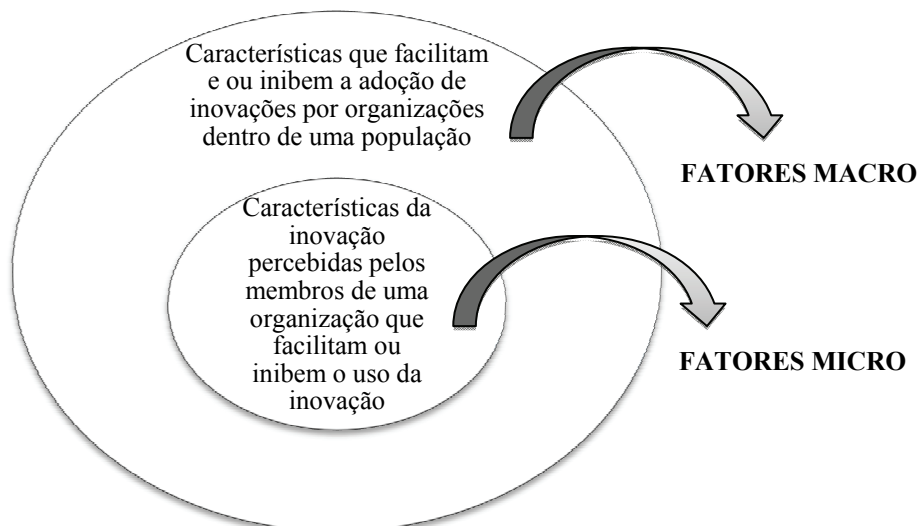 Características que facilitam
e ou inibem a adoção de
inovações por organizações
dentro de uma população
FATORES MACRO
Características da
inovação
percebidas pelos
membros de uma
organização que
facilitam ou
inibem o uso da
inovação
FATORES MICRO